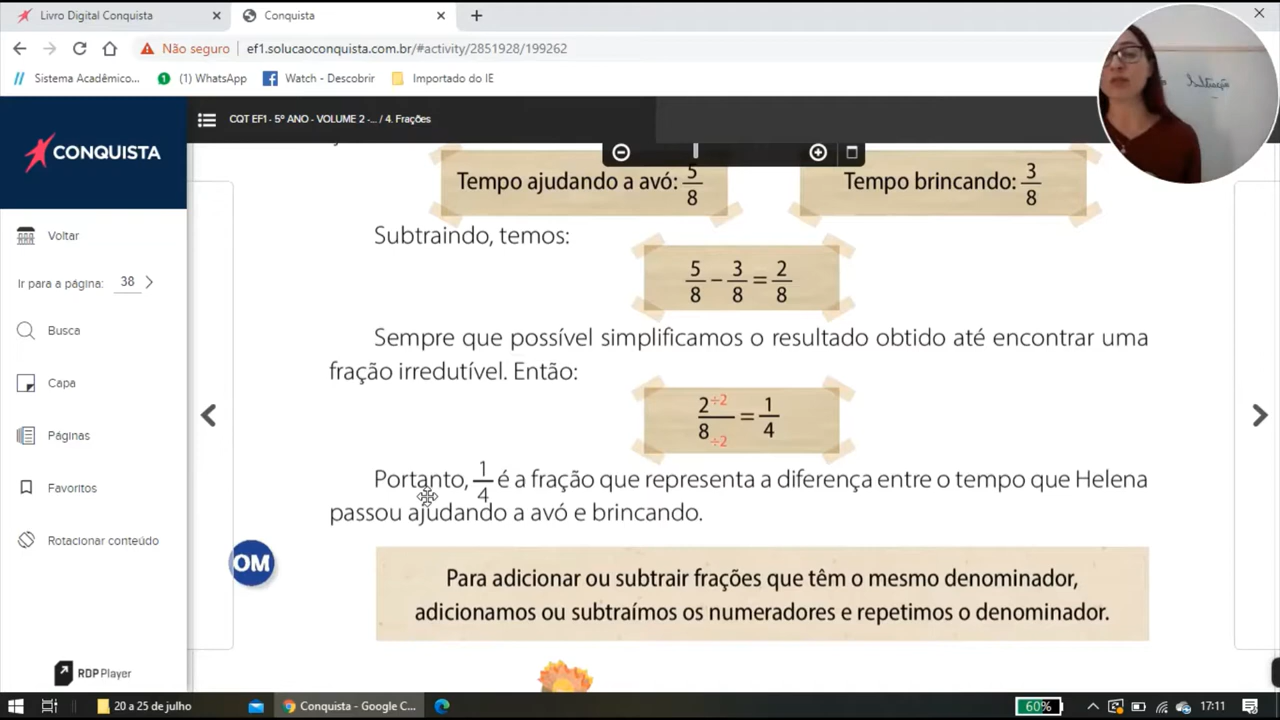 Livro Digital Conquista
Conquista
Não seguro
ef1.solucaoconquista.com.br/#activity/2851928/199262
Sistema Acadêmico...
(1) WhatsApp
Watch - Descobrir
Importado do IE
CONQUISTA
CQT EF1 - 5º ANO - VOLUME 2 -... / 4. Frações
Voltar
Ir para a página: 38
Busca
Capa
Páginas
Favoritos
Rotacionar conteúdo
RDP Player
Tempo ajudando a avó: 5/8
Tempo brincando: 3/8
Subtraindo, temos:
5/8 − 3/8 = 2/8
Sempre que possível simplificamos o resultado obtido até encontrar uma
fração irredutível. Então:
2÷2/8÷2 = 1/4
Portanto, 1/4 é a fração que representa a diferença entre o tempo que Helena
passou ajudando a avó e brincando.
OM
Para adicionar ou subtrair frações que têm o mesmo denominador,
adicionamos ou subtraímos os numeradores e repetimos o denominador.
20 a 25 de julho
Conquista - Google C...
60%
17:11